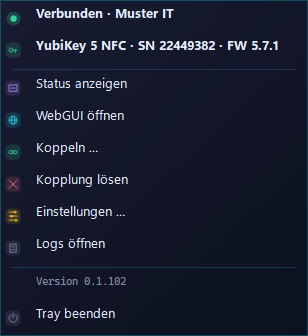 Verbunden · Muster IT
YubiKey 5 NFC · SN 22449382 · FW 5.7.1
Status anzeigen
WebGUI öffnen
Koppeln ...
Kopplung lösen
Einstellungen ...
Logs öffnen
Version 0.1.102
Tray beenden